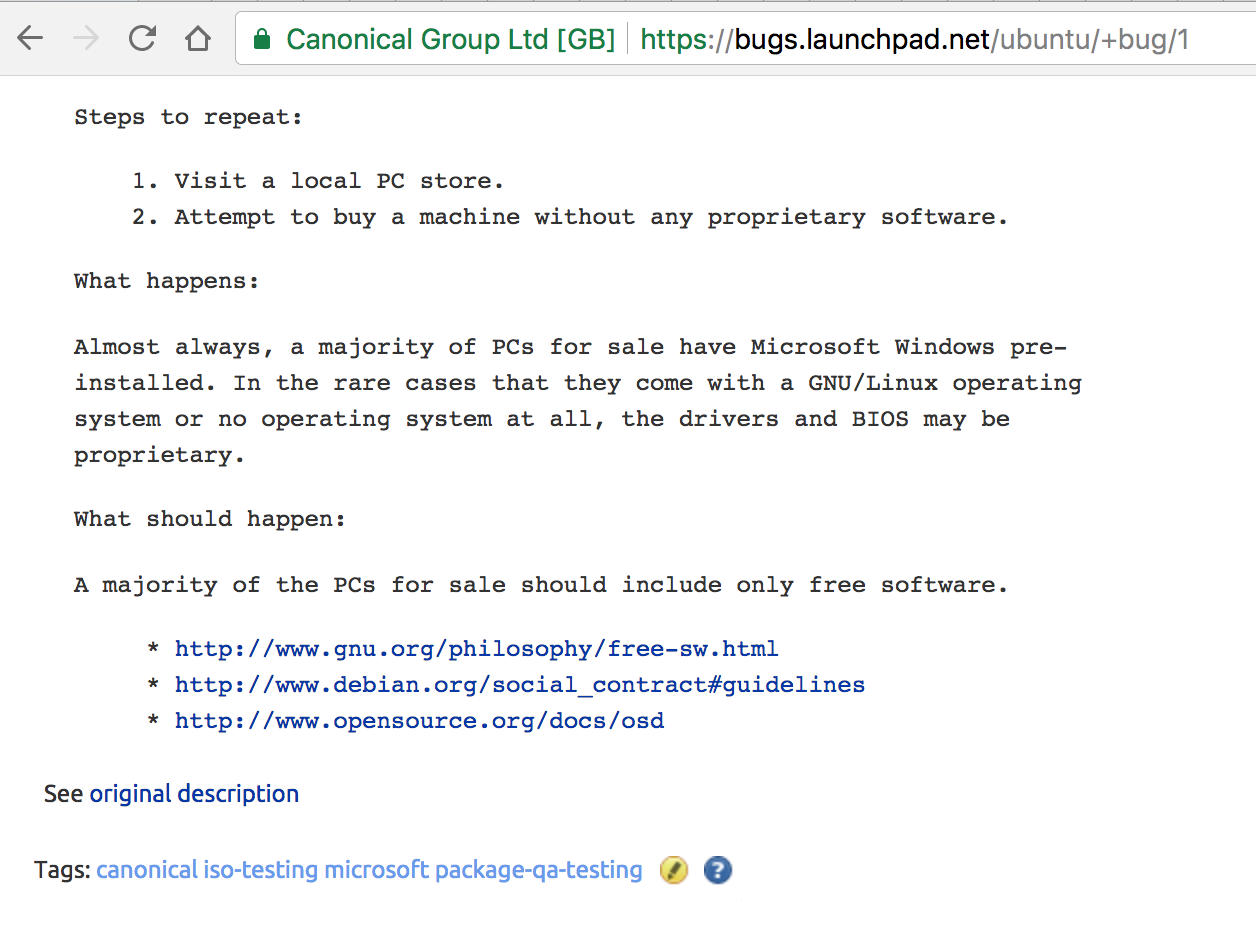 Canonical Group Ltd [GB] https://bugs.launchpad.net/ubuntu/+bug/1
Steps to repeat:
1. Visit a local PC store.
2. Attempt to buy a machine without any proprietary software.
What happens:
Almost always, a majority of PCs for sale have Microsoft Windows pre-
installed. In the rare cases that they come with a GNU/Linux operating
system or no operating system at all, the drivers and BIOS may be
proprietary.
What should happen:
A majority of the PCs for sale should include only free software.
* http://www.gnu.org/philosophy/free-sw.html
* http://www.debian.org/social_contract#guidelines
* http://www.opensource.org/docs/osd
See original description
Tags: canonical iso-testing microsoft package-qa-testing ?